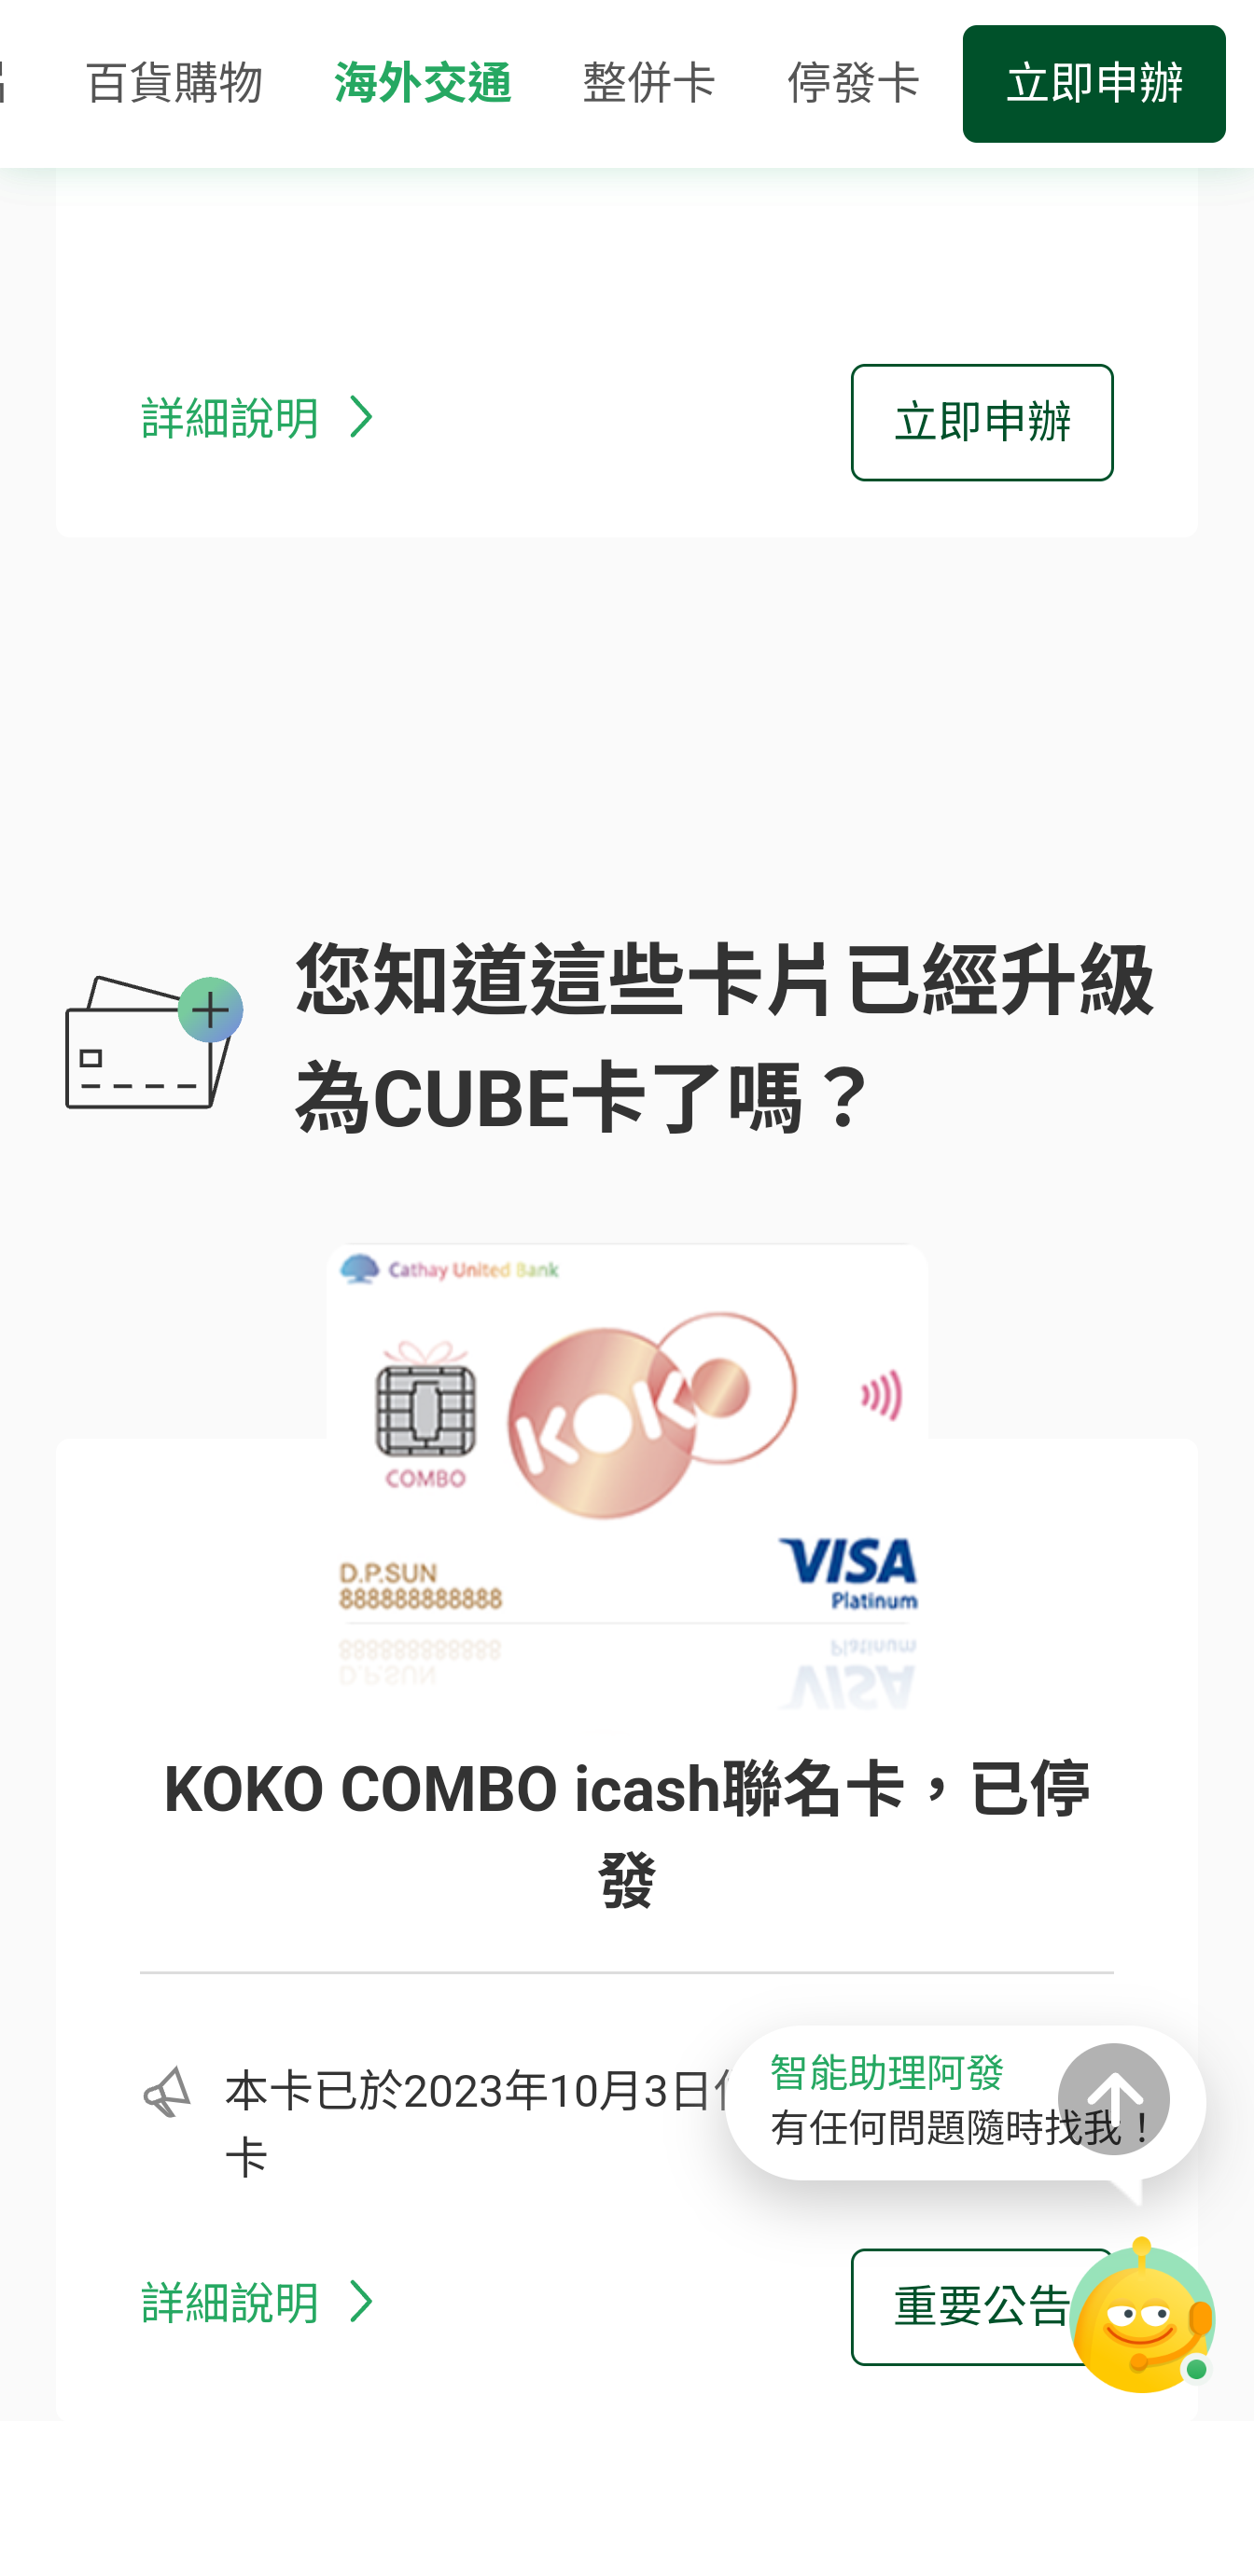 百貨購物 海外交通 整併卡 停發卡 立即申辦
詳細說明 立即申辦
您知道這些卡片已經升級
為CUBE卡了嗎？
Cathay United Bank
KOKO
COMBO
D.P.SUN
888888888888
VISA
Platinum
KOKO COMBO icash聯名卡，已停
發
本卡已於2023年10月3日
卡
智能助理阿發
有任何問題隨時找我！
詳細說明 重要公告